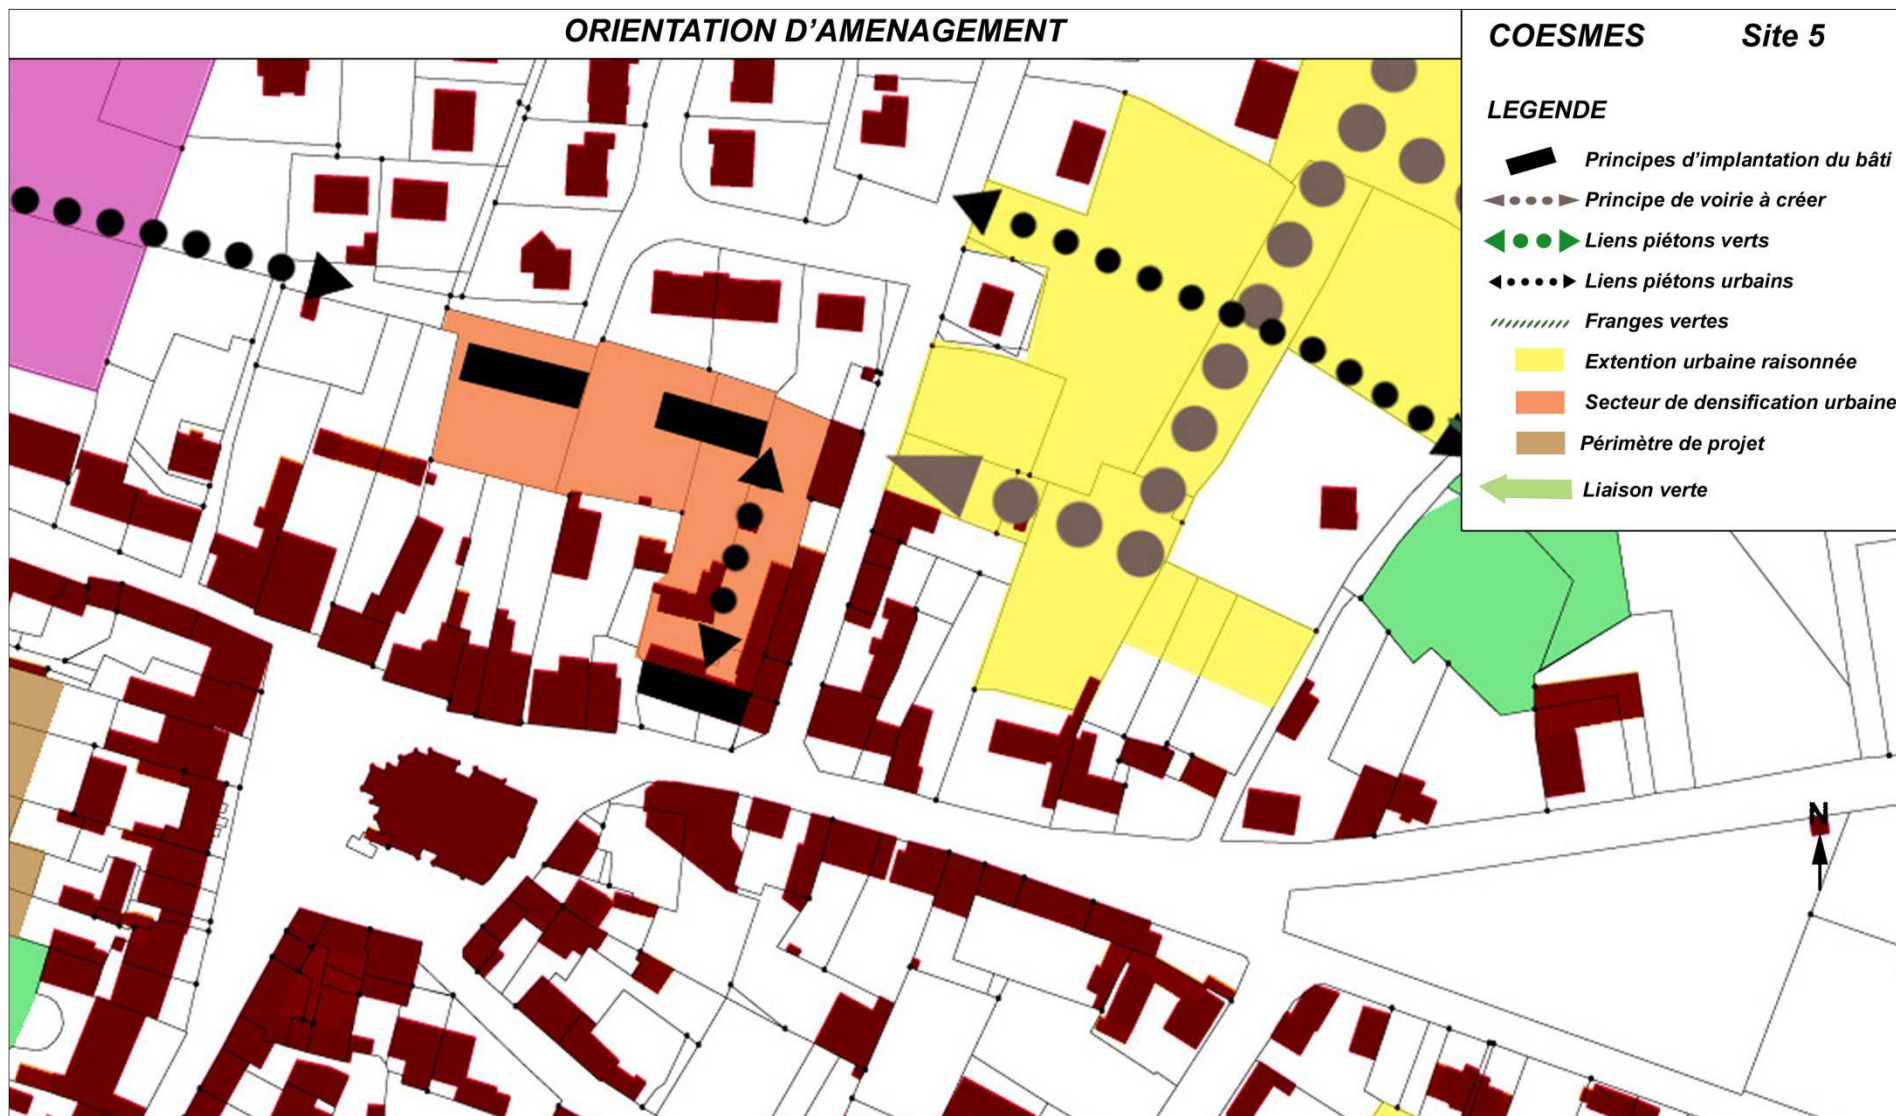 ORIENTATION D'AMENAGEMENT
COESMES Site 5
LEGENDE
Principes d'implantation du bâti
Principe de voirie à créer
Liens piétons verts
Liens piétons urbains
Franges vertes
Extention urbaine raisonnée
Secteur de densification urbaine
Périmètre de projet
Liaison verte
N